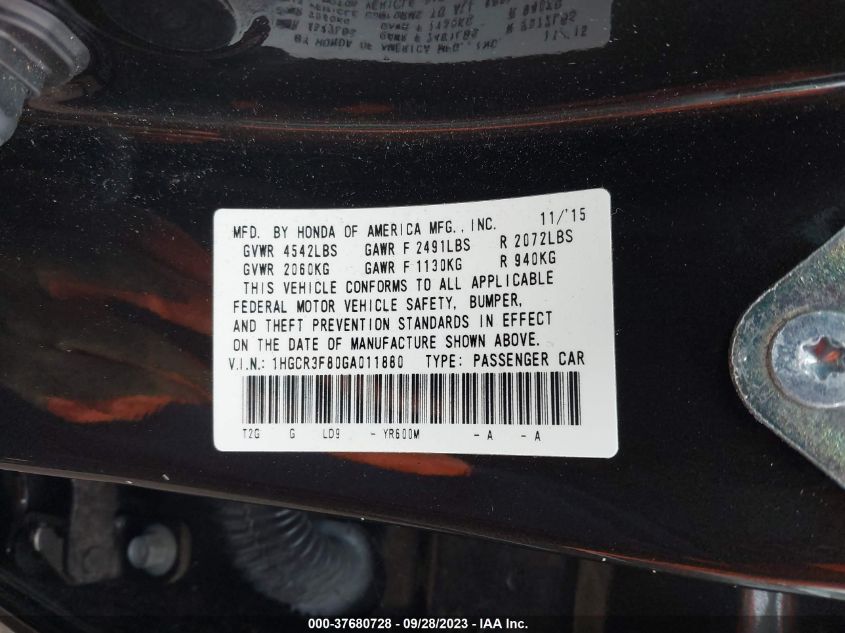 MFD. BY HONDA OF AMERICA MFG., INC. 11/'15
GVWR 4542LBS GAWR F 2491LBS R 2072LBS
GVWR 2060KG GAWR F 1130KG R 940KG
THIS VEHICLE CONFORMS TO ALL APPLICABLE
FEDERAL MOTOR VEHICLE SAFETY, BUMPER,
AND THEFT PREVENTION STANDARDS IN EFFECT
ON THE DATE OF MANUFACTURE SHOWN ABOVE.
V.I.N.: 1HGCR3F80GA011880 TYPE: PASSENGER CAR
T2G G LD9 - YR600M - A - A
000-37680728 - 09/28/2023 - IAA Inc.